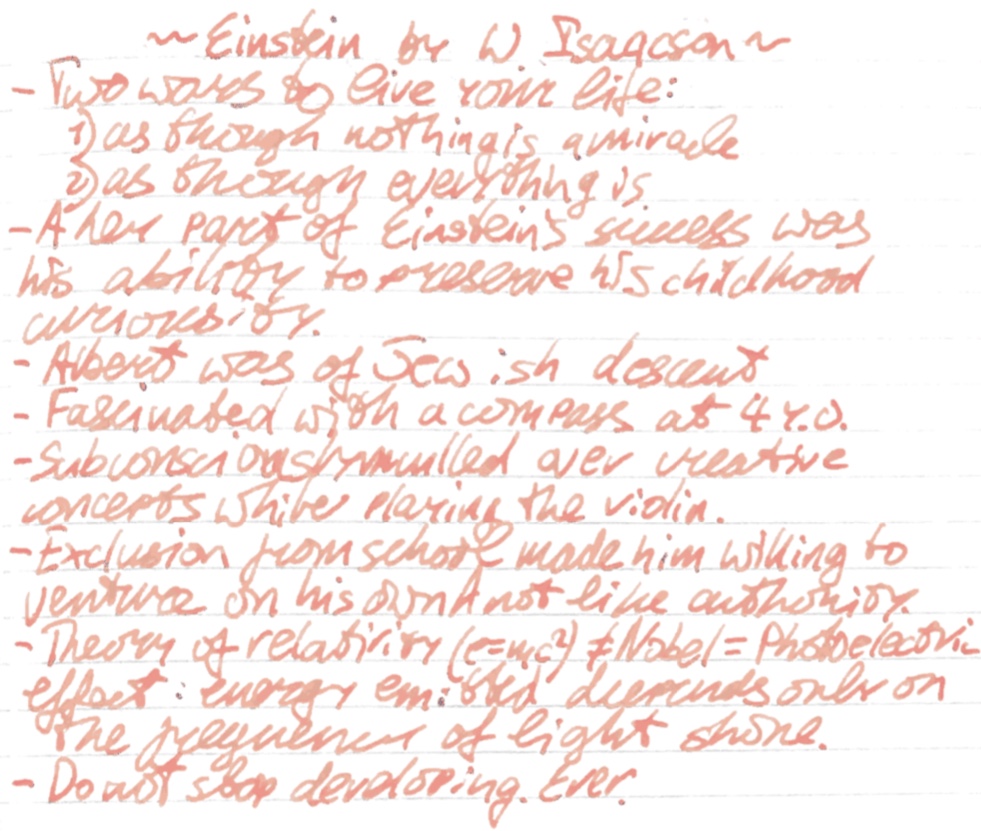 ~Einstein by W Isaacson~
- Two ways to live your life:
1) as though nothing is a miracle
2) as though everything is
- A key part of Einstein's success was
his ability to preserve his childhood
curiosity.
- Albert was of Jewish descent
- Fascinated with a compass at 4 y.o.
- Subconsciously mulled over creative
concepts while playing the violin.
- Exclusion from school made him willing to
venture on his own & not like authority.
- Theory of relativity (e=mc²) ≠ Nobel = Photoelectric
effect: energy emitted depends only on
the frequency of light shone.
- Do not stop developing. Ever.